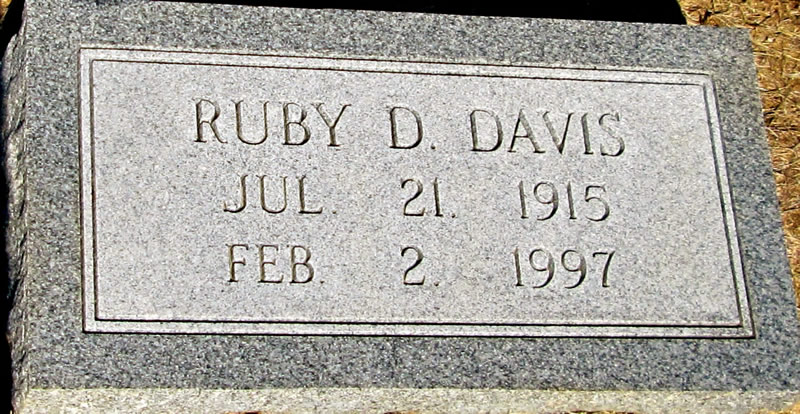 RUBY D. DAVIS
JUL. 21. 1915
FEB. 2. 1997